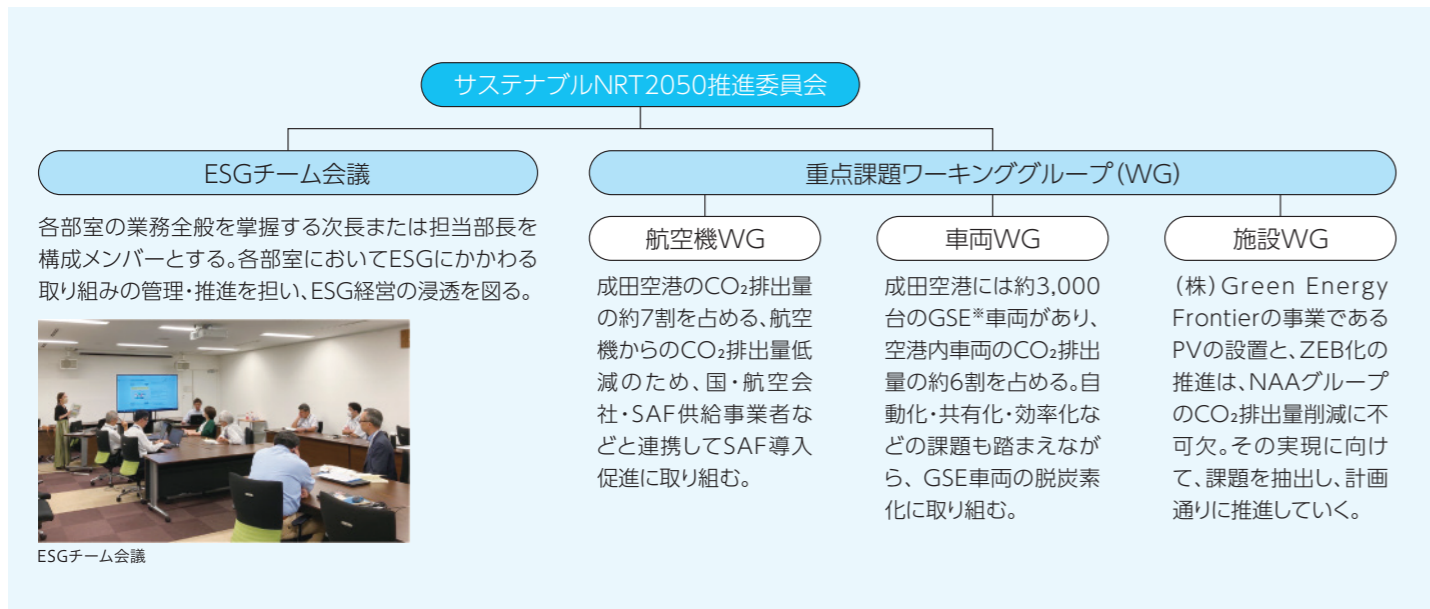 サステナブルNRT2050推進委員会
ESGチーム会議
各部室の業務全般を掌握する次長または担当部長を
構成メンバーとする。各部室においてESGにかかわる
取り組みの管理・推進を担い、ESG経営の浸透を図る。
ESGチーム会議
重点課題ワーキンググループ(WG)
航空機WG
成田空港のCO₂排出量
の約7割を占める、航空
機からのCO₂排出量低
減のため、国・航空会
社・SAF供給事業者な
どと連携してSAF導入
促進に取り組む。
車両WG
成田空港には約3,000
台のGSE※車両があり、
空港内車両のCO₂排出
量の約6割を占める。自
動化・共有化・効率化な
どの課題も踏まえなが
ら、GSE車両の脱炭素
化に取り組む。
施設WG
(株)Green Energy
Frontierの事業である
PVの設置と、ZEB化の
推進は、NAAグループ
のCO₂排出量削減に不
可欠。その実現に向け
て、課題を抽出し、計画
通りに推進していく。